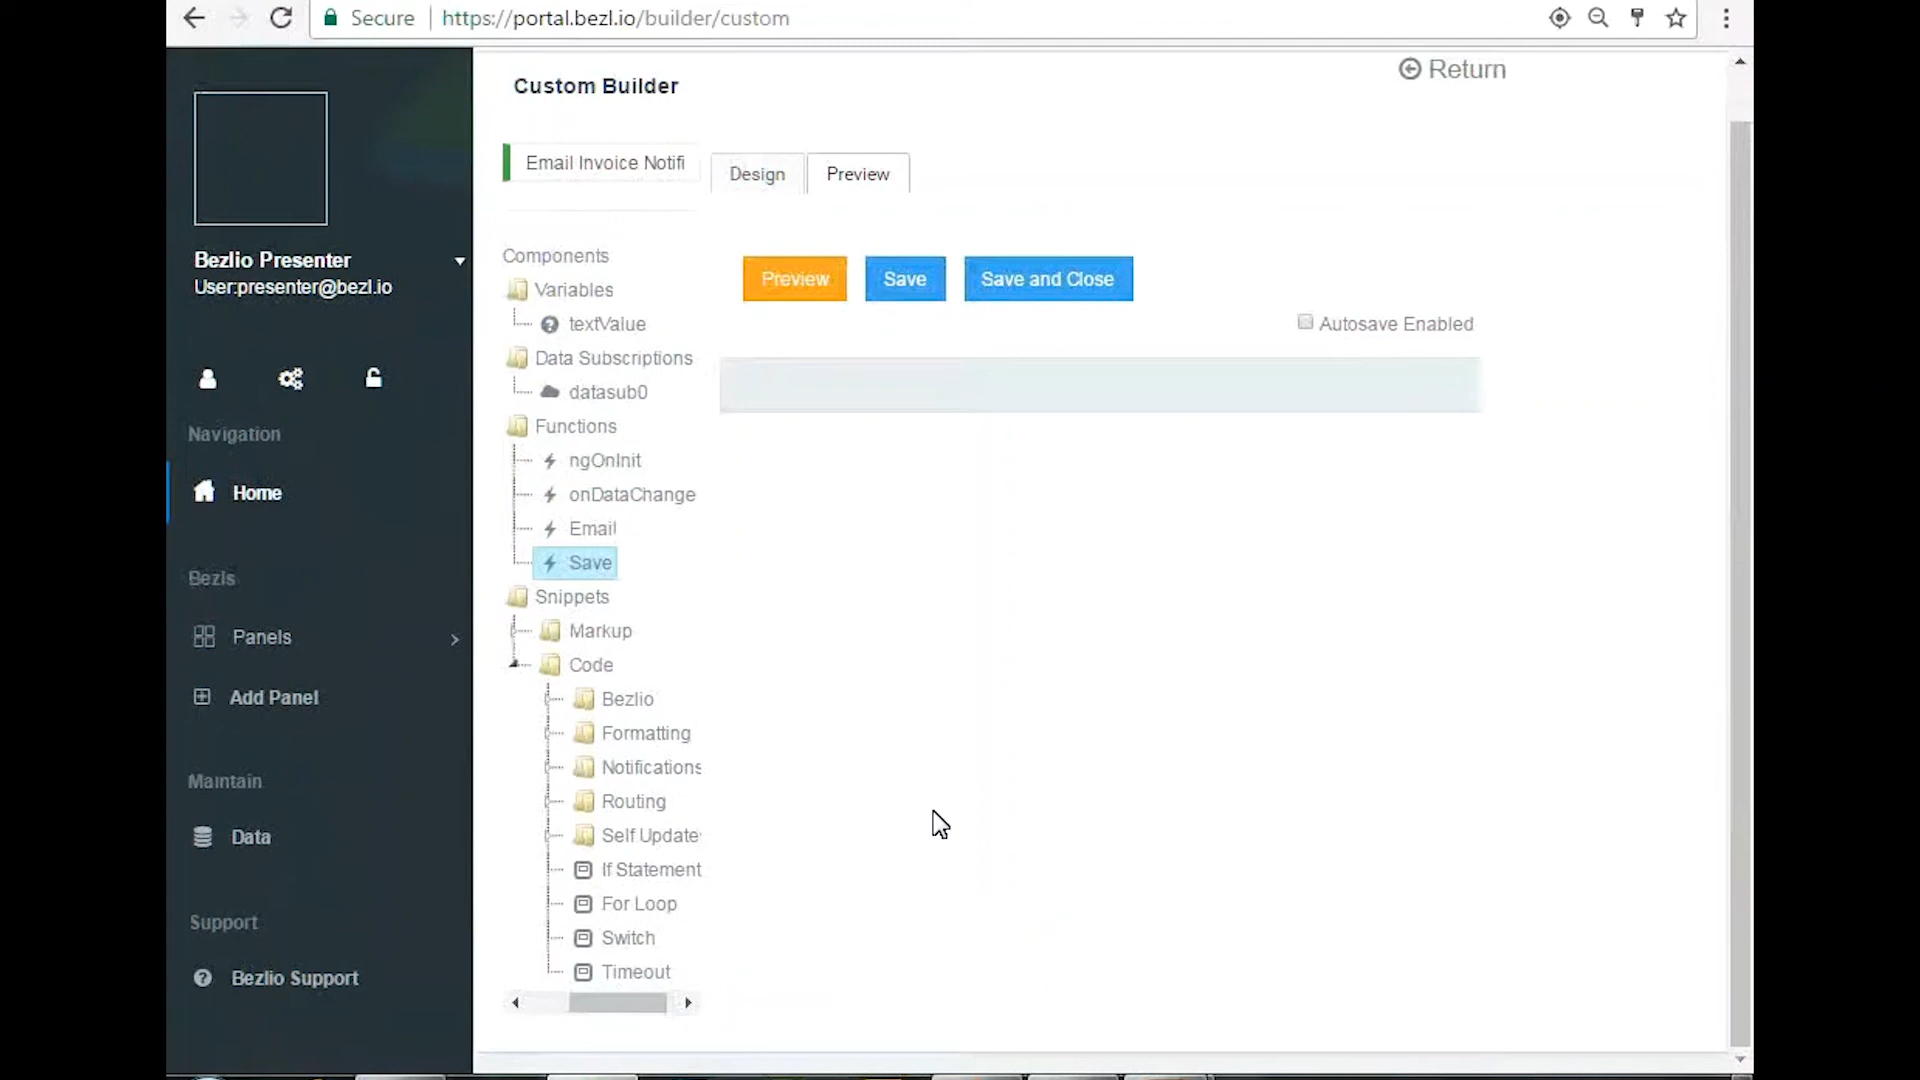 Secure https://portal.bezl.io/builder/custom
Return
Custom Builder
Bezlio Presenter
User:presenter@bezl.io
Navigation
Home
Bezls
Panels
Add Panel
Maintain
Data
Support
Bezlio Support
Email Invoice Notifi
Design Preview
Components
Variables
textValue
Data Subscriptions
datasub0
Functions
ngOnInit
onDataChange
Email
Save
Snippets
Markup
Code
Bezlio
Formatting
Notifications
Routing
Self Update
If Statement
For Loop
Switch
Timeout
Preview Save Save and Close
Autosave Enabled